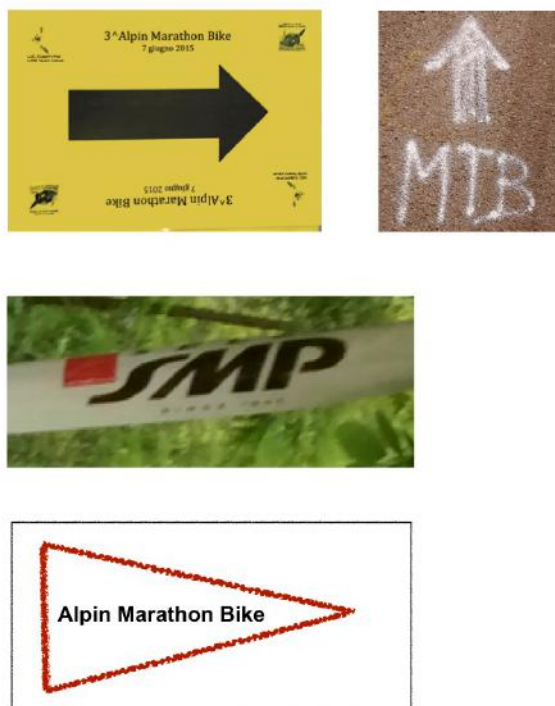 3^Alpin Marathon Bike
7 giugno 2015
3^Alpin Marathon Bike
7 giugno 2015
MTB
SMP
Alpin Marathon Bike